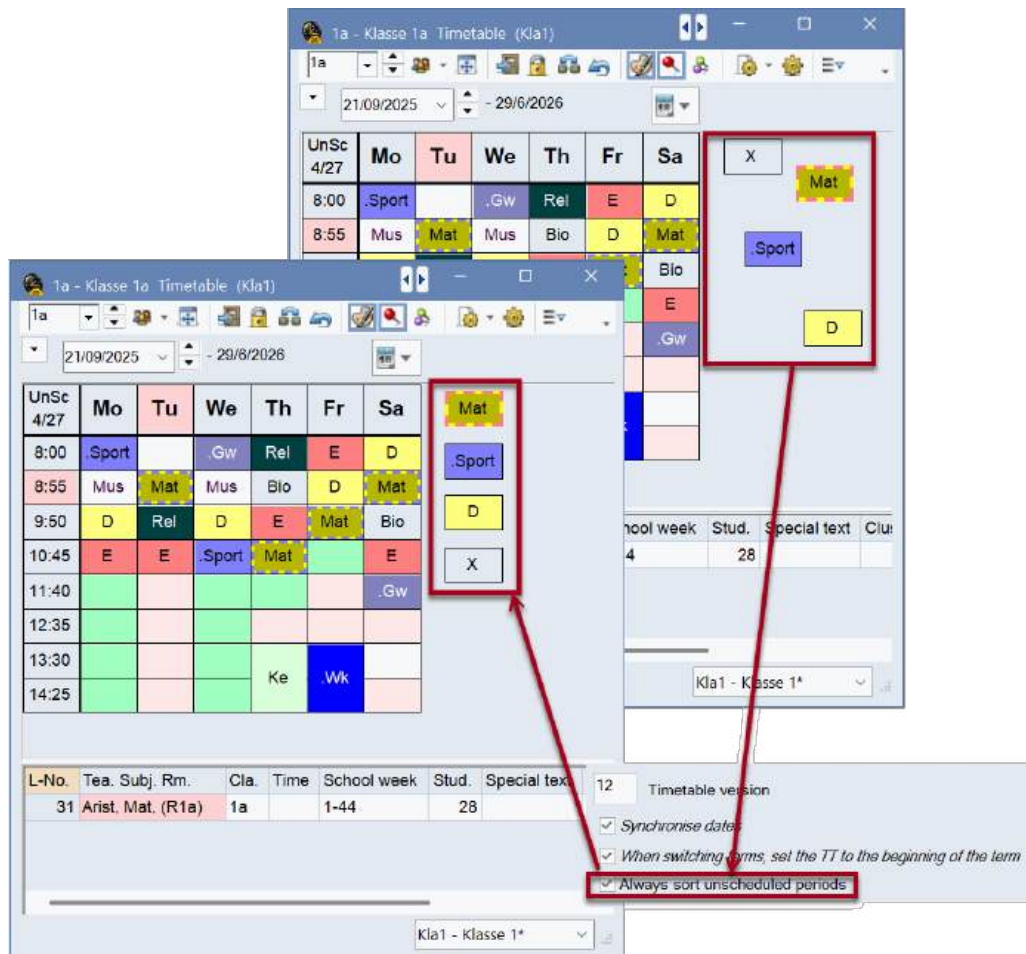 1a - Klasse 1a Timetable (Kla1)
1a
21/09/2025 - 29/6/2026
UnSc 4/27 Mo Tu We Th Fr Sa
8:00 .Sport .Gw Rel E D
8:55 Mus Mat Mus Bio D Mat
Bio
E
.Gw
X
Mat
.Sport
D
School week Stud. Special text
4 28
Kla1 - Klasse 1*
1a - Klasse 1a Timetable (Kla1)
1a
21/09/2025 - 29/6/2026
UnSc 4/27 Mo Tu We Th Fr Sa
8:00 .Sport .Gw Rel E D
8:55 Mus Mat Mus Bio D Mat
9:50 D Rel D E Mat Bio
10:45 E E .Sport Mat E
11:40 .Gw
12:35
13:30
Ke .Wk
14:25
Mat
.Sport
D
X
L-No. Tea. Subj. Rm. Cla. Time School week Stud. Special text
31 Arist, Mat, (R1a) 1a 1-44 28
Kla1 - Klasse 1*
12 Timetable version
Synchronise dates
When switching terms, set the TT to the beginning of the term
Always sort unscheduled periods